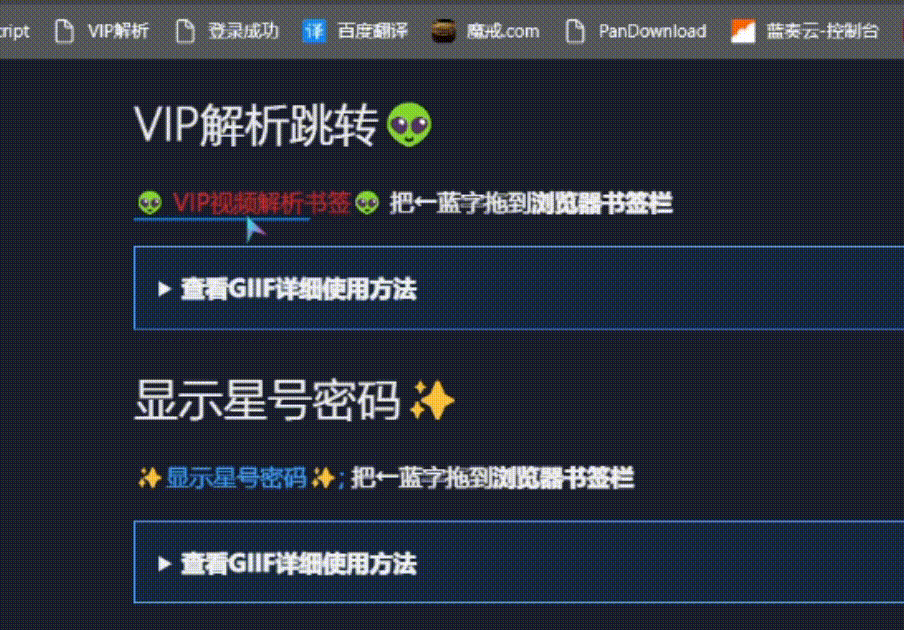 ript VIP解析 登录成功 译 百度翻译 魔戒.com PanDownload 蓝奏云-控制台
VIP解析跳转👽
👽 VIP视频解析书签👽 把←蓝字拖到浏览器书签栏
▶ 查看GIIF详细使用方法
显示星号密码✨
✨显示星号密码✨; 把←蓝字拖到浏览器书签栏
▶ 查看GIIF详细使用方法